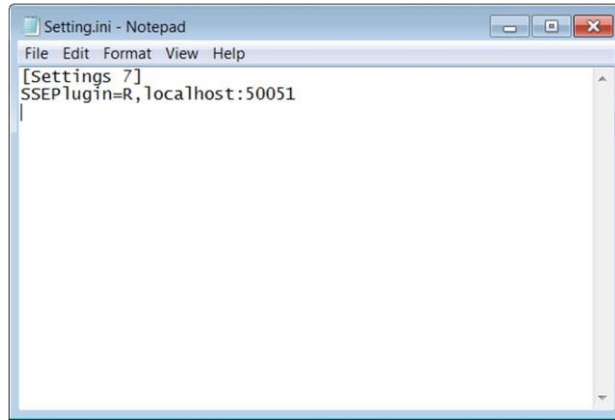 Setting.ini - Notepad
File Edit Format View Help
[Settings 7]
SSEPlugin=R,localhost:50051